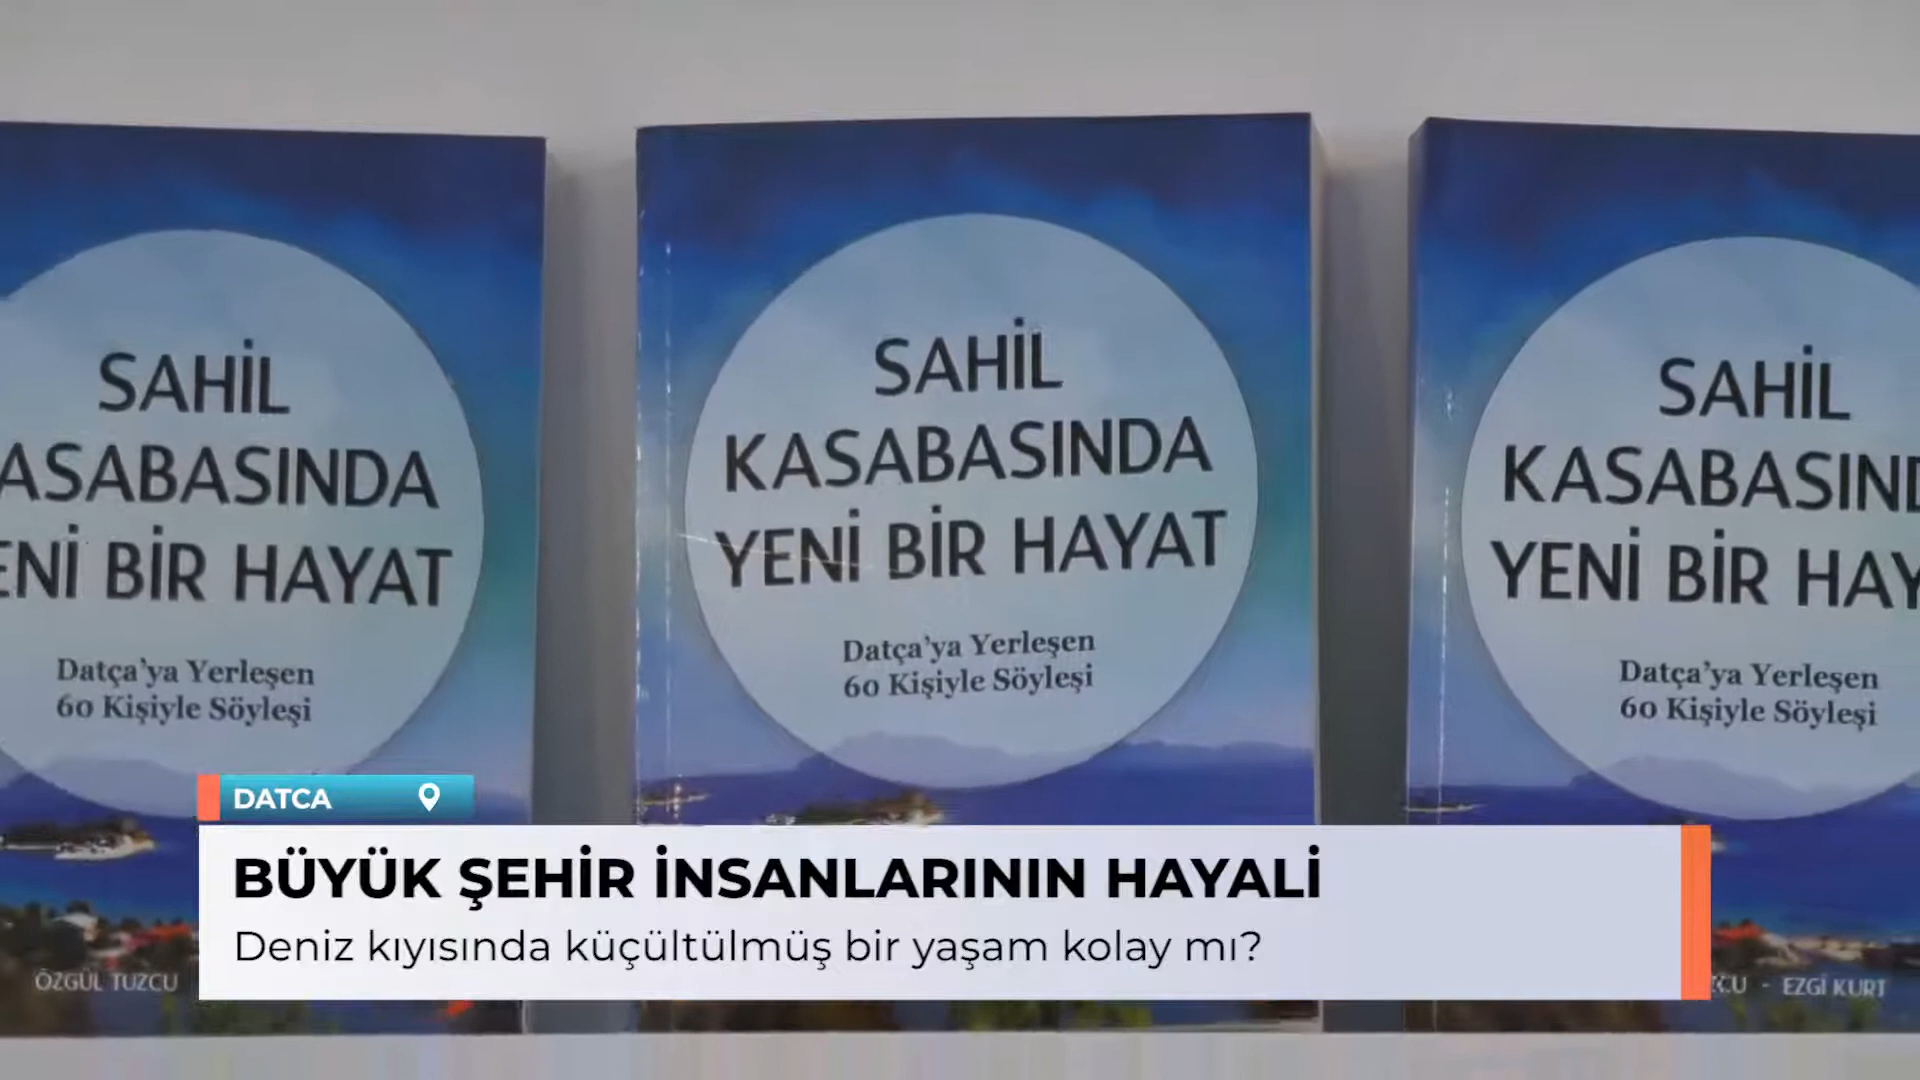 SAHİL
ASABASINDA
ENİ BİR HAYAT
Datça'ya Yerleşen
60 Kişiyle Söyleşi
ÖZGÜL TUZCU
SAHİL
KASABASINDA
YENİ BİR HAYAT
Datça'ya Yerleşen
60 Kişiyle Söyleşi
SAHİL
KASABASIND
YENİ BİR HAY
Datça'ya Yerleşen
60 Kişiyle Söyleşi
CU - EZGİ KURT
DATCA
BÜYÜK ŞEHİR İNSANLARININ HAYALİ
Deniz kıyısında küçültülmüş bir yaşam kolay mı?